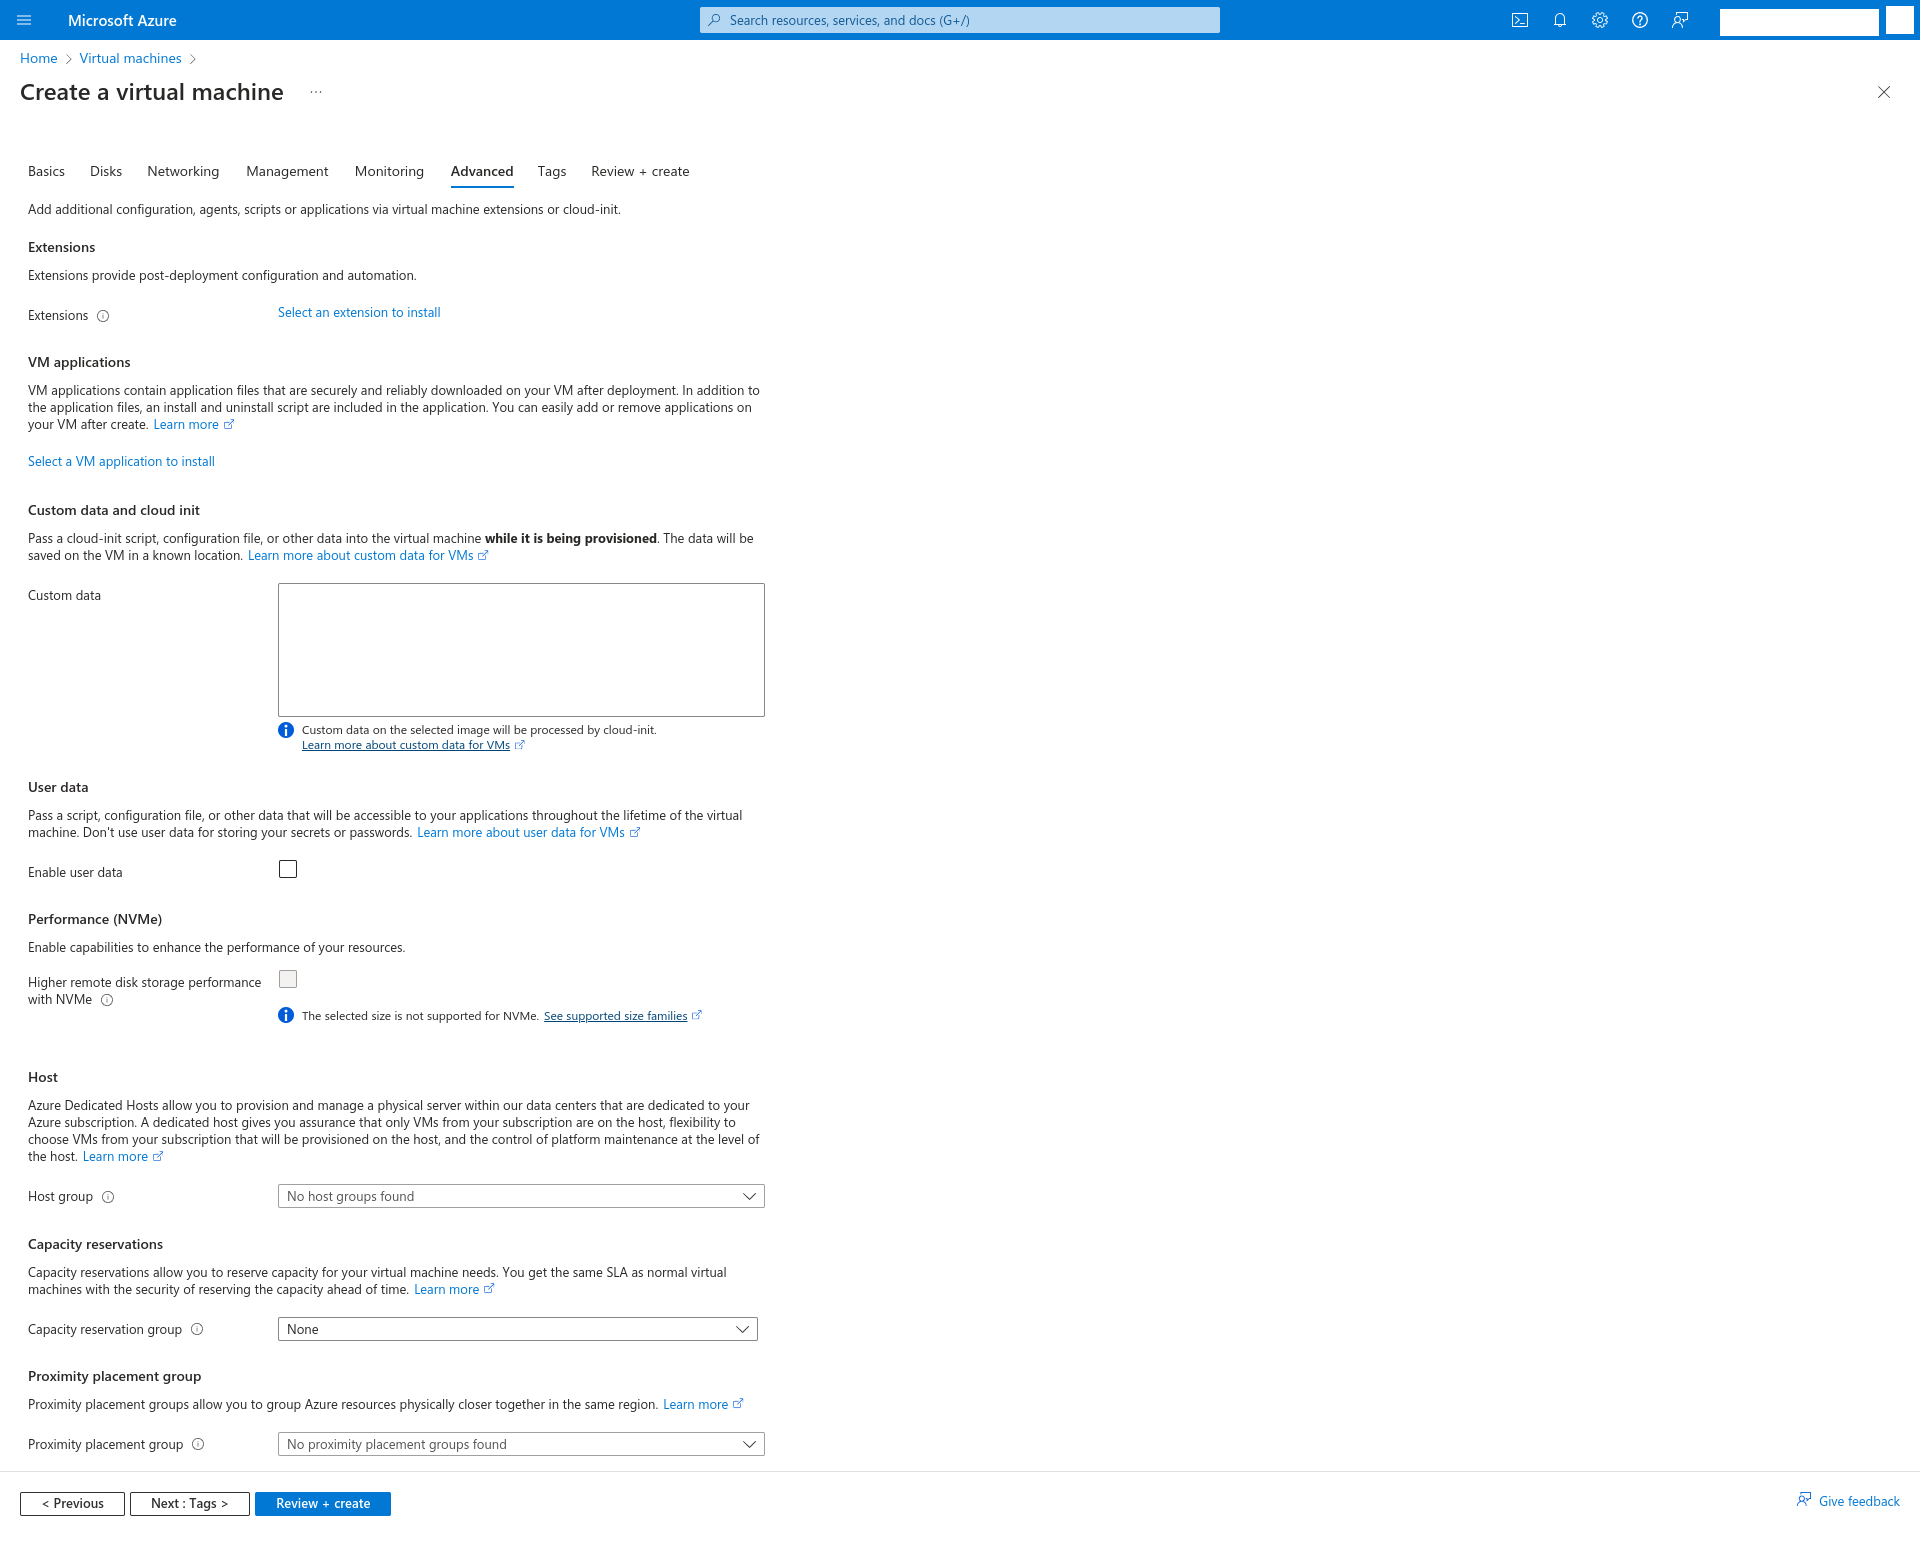 Microsoft Azure
Search resources, services, and docs (G+/)
Home
Virtual machines
Create a virtual machine
...
Basics
Disks
Networking
Management
Monitoring
Advanced
Tags
Review + create
Add additional configuration, agents, scripts or applications via virtual machine extensions or cloud-init.
Extensions
Extensions provide post-deployment configuration and automation.
Extensions
Select an extension to install
VM applications
VM applications contain application files that are securely and reliably downloaded on your VM after deployment. In addition to
the application files, an install and uninstall script are included in the application. You can easily add or remove applications on
your VM after create. Learn more
Select a VM application to install
Custom data and cloud init
Pass a cloud-init script, configuration file, or other data into the virtual machine while it is being provisioned. The data will be
saved on the VM in a known location. Learn more about custom data for VMs
Custom data
Custom data on the selected image will be processed by cloud-init.
Learn more about custom data for VMs
User data
Pass a script, configuration file, or other data that will be accessible to your applications throughout the lifetime of the virtual
machine. Don't use user data for storing your secrets or passwords. Learn more about user data for VMs
Enable user data
Performance (NVMe)
Enable capabilities to enhance the performance of your resources.
Higher remote disk storage performance
with NVMe
The selected size is not supported for NVMe. See supported size families
Host
Azure Dedicated Hosts allow you to provision and manage a physical server within our data centers that are dedicated to your
Azure subscription. A dedicated host gives you assurance that only VMs from your subscription are on the host, flexibility to
choose VMs from your subscription that will be provisioned on the host, and the control of platform maintenance at the level of
the host. Learn more
Host group
No host groups found
Capacity reservations
Capacity reservations allow you to reserve capacity for your virtual machine needs. You get the same SLA as normal virtual
machines with the security of reserving the capacity ahead of time. Learn more
Capacity reservation group
None
Proximity placement group
Proximity placement groups allow you to group Azure resources physically closer together in the same region. Learn more
Proximity placement group
No proximity placement groups found
< Previous
Next : Tags >
Review + create
Give feedback